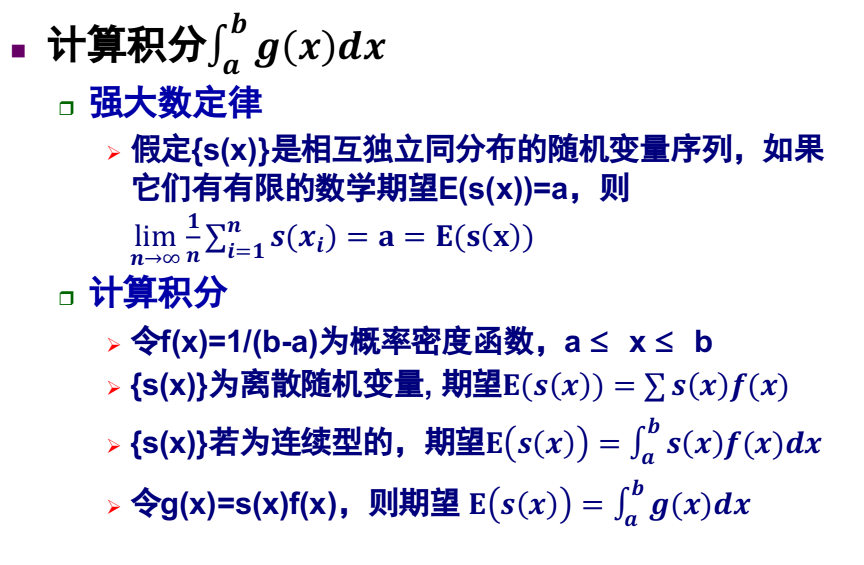 计算积分∫_a^b g(x)dx
强大数定律
假定{s(x)}是相互独立同分布的随机变量序列，如果
它们有有限的数学期望E(s(x))=a，则
lim_{n→∞} 1/n ∑_{i=1}^n s(x_i) = a = E(s(x))
计算积分
令f(x)=1/(b-a)为概率密度函数，a ≤ x ≤ b
{s(x)}为离散随机变量, 期望E(s(x)) = ∑ s(x)f(x)
{s(x)}若为连续型的，期望E(s(x)) = ∫_a^b s(x)f(x)dx
令g(x)=s(x)f(x)，则期望 E(s(x)) = ∫_a^b g(x)dx